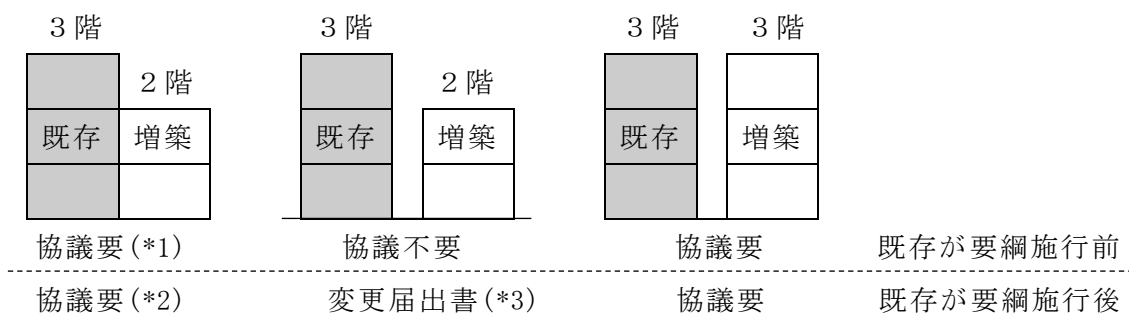 ３階 ３階 ３階 ３階
２階 ２階
既存 増築 既存 増築 既存 増築
協議要(*1) 協議不要 協議要 既存が要綱施行前
協議要(*2) 変更届出書(*3) 協議要 既存が要綱施行後